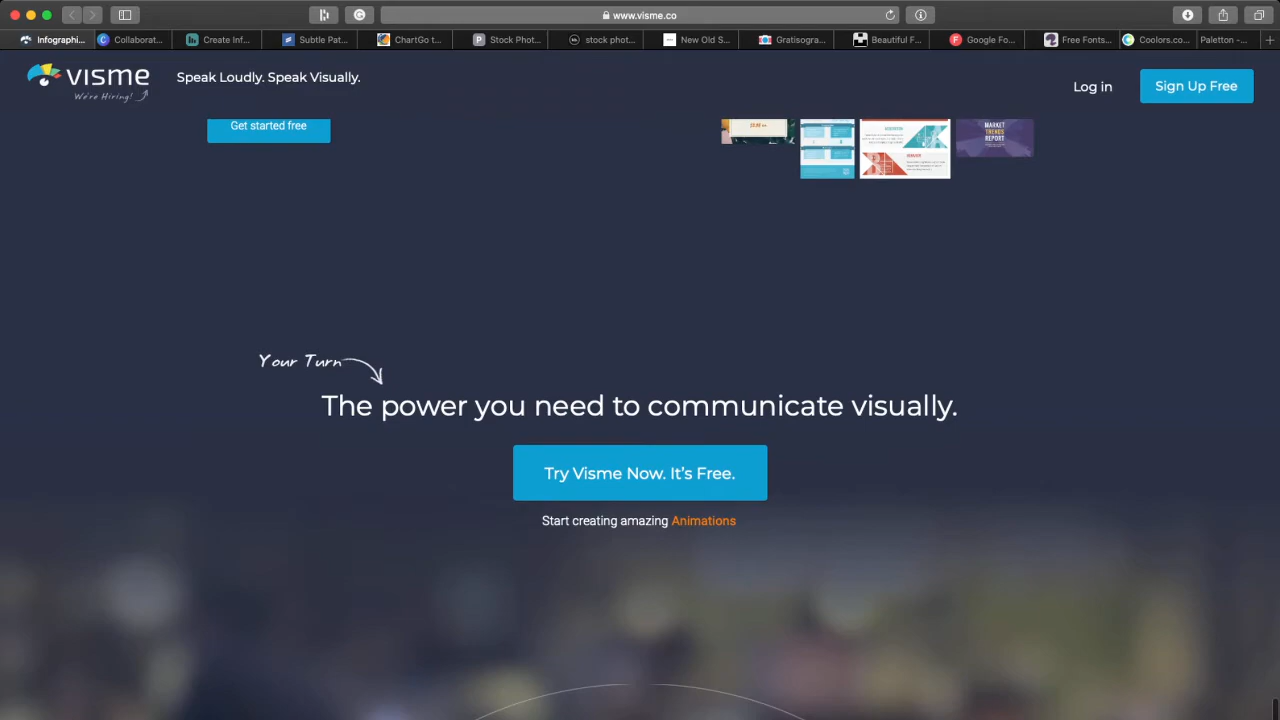 www.visme.co
Infographi...
Collaborat...
Create Inf...
Subtle Pat...
ChartGo t...
Stock Phot...
stock phot...
New Old S...
Gratisogra...
Beautiful F...
Google Fo...
Free Fonts...
Coolors.co...
Paletton –...
visme
We're Hiring!
Speak Loudly. Speak Visually.
Log in
Sign Up Free
Get started free
MARKET
TRENDS
REPORT
Your Turn
The power you need to communicate visually.
Try Visme Now. It's Free.
Start creating amazing Animations